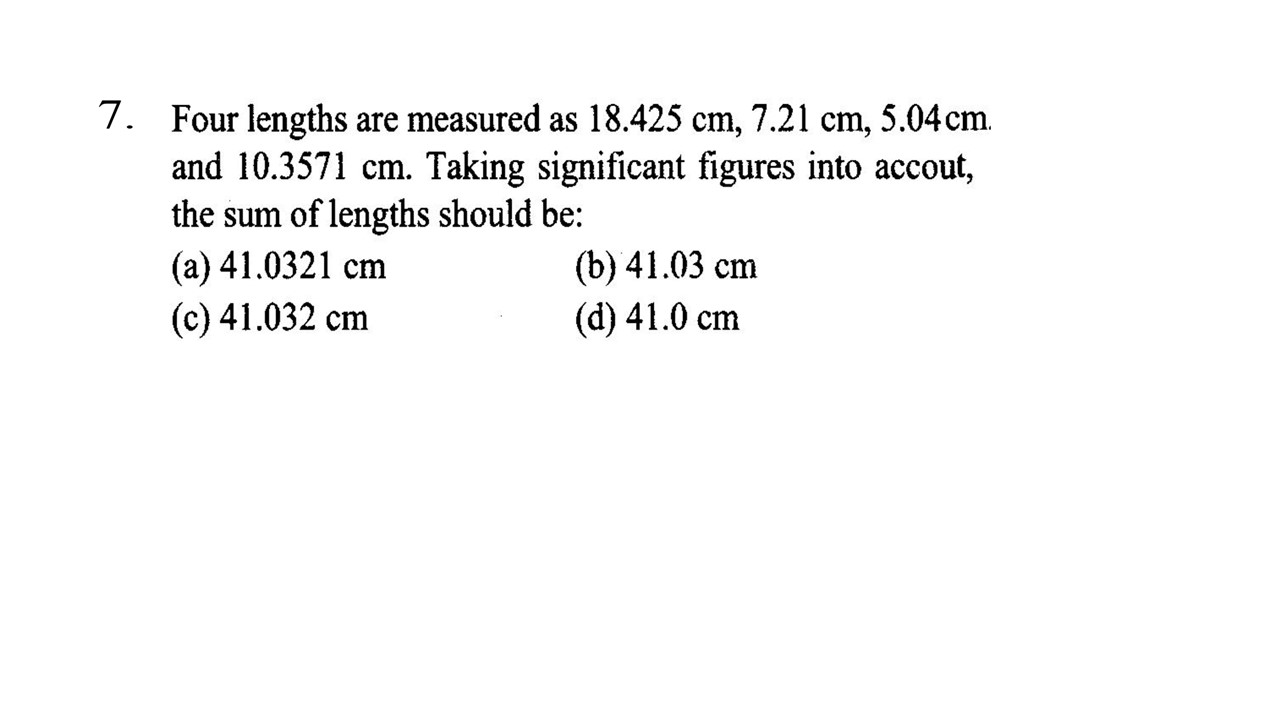 7. Four lengths are measured as 18.425 cm, 7.21 cm, 5.04 cm.
and 10.3571 cm. Taking significant figures into accout,
the sum of lengths should be:
(a) 41.0321 cm (b) 41.03 cm
(c) 41.032 cm (d) 41.0 cm